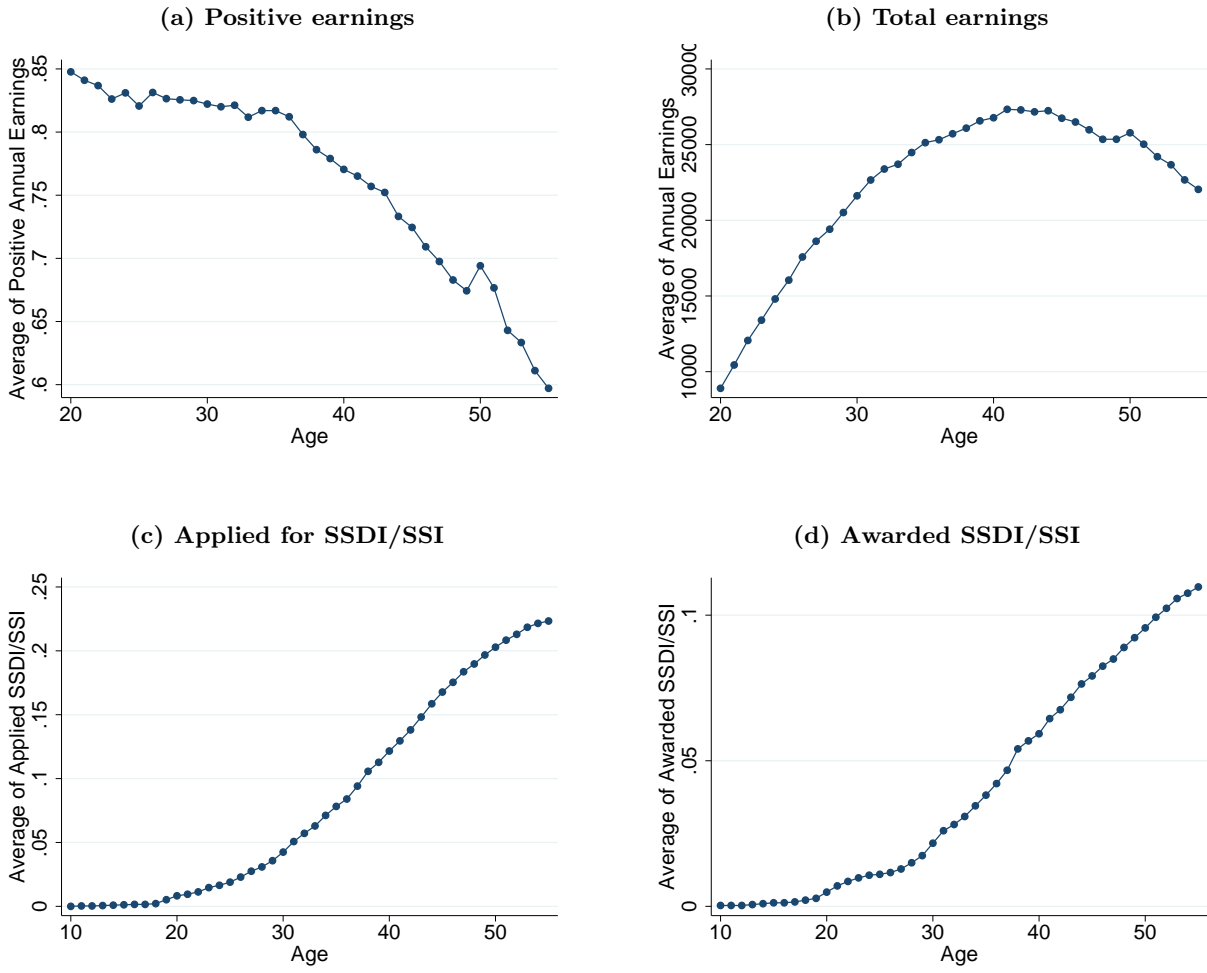 (a) Positive earnings
Average of Positive Annual Earnings
.85
.8
.75
.7
.65
.6
20 30 40 50
Age
(b) Total earnings
Average of Annual Earnings
30000
25000
20000
15000
10000
20 30 40 50
Age
(c) Applied for SSDI/SSI
Average of Applied SSDI/SSI
.25
.2
.15
.1
.05
0
10 20 30 40 50
Age
(d) Awarded SSDI/SSI
Average of Awarded SSDI/SSI
.1
.05
0
10 20 30 40 50
Age